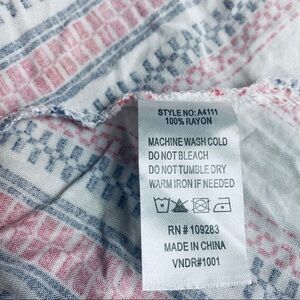 STYLE NO: A4111
100% RAYON
MACHINE WASH COLD
DO NOT BLEACH
DO NOT TUMBLE DRY
WARM IRON IF NEEDED
RN # 109283
MADE IN CHINA
VNDR#1001